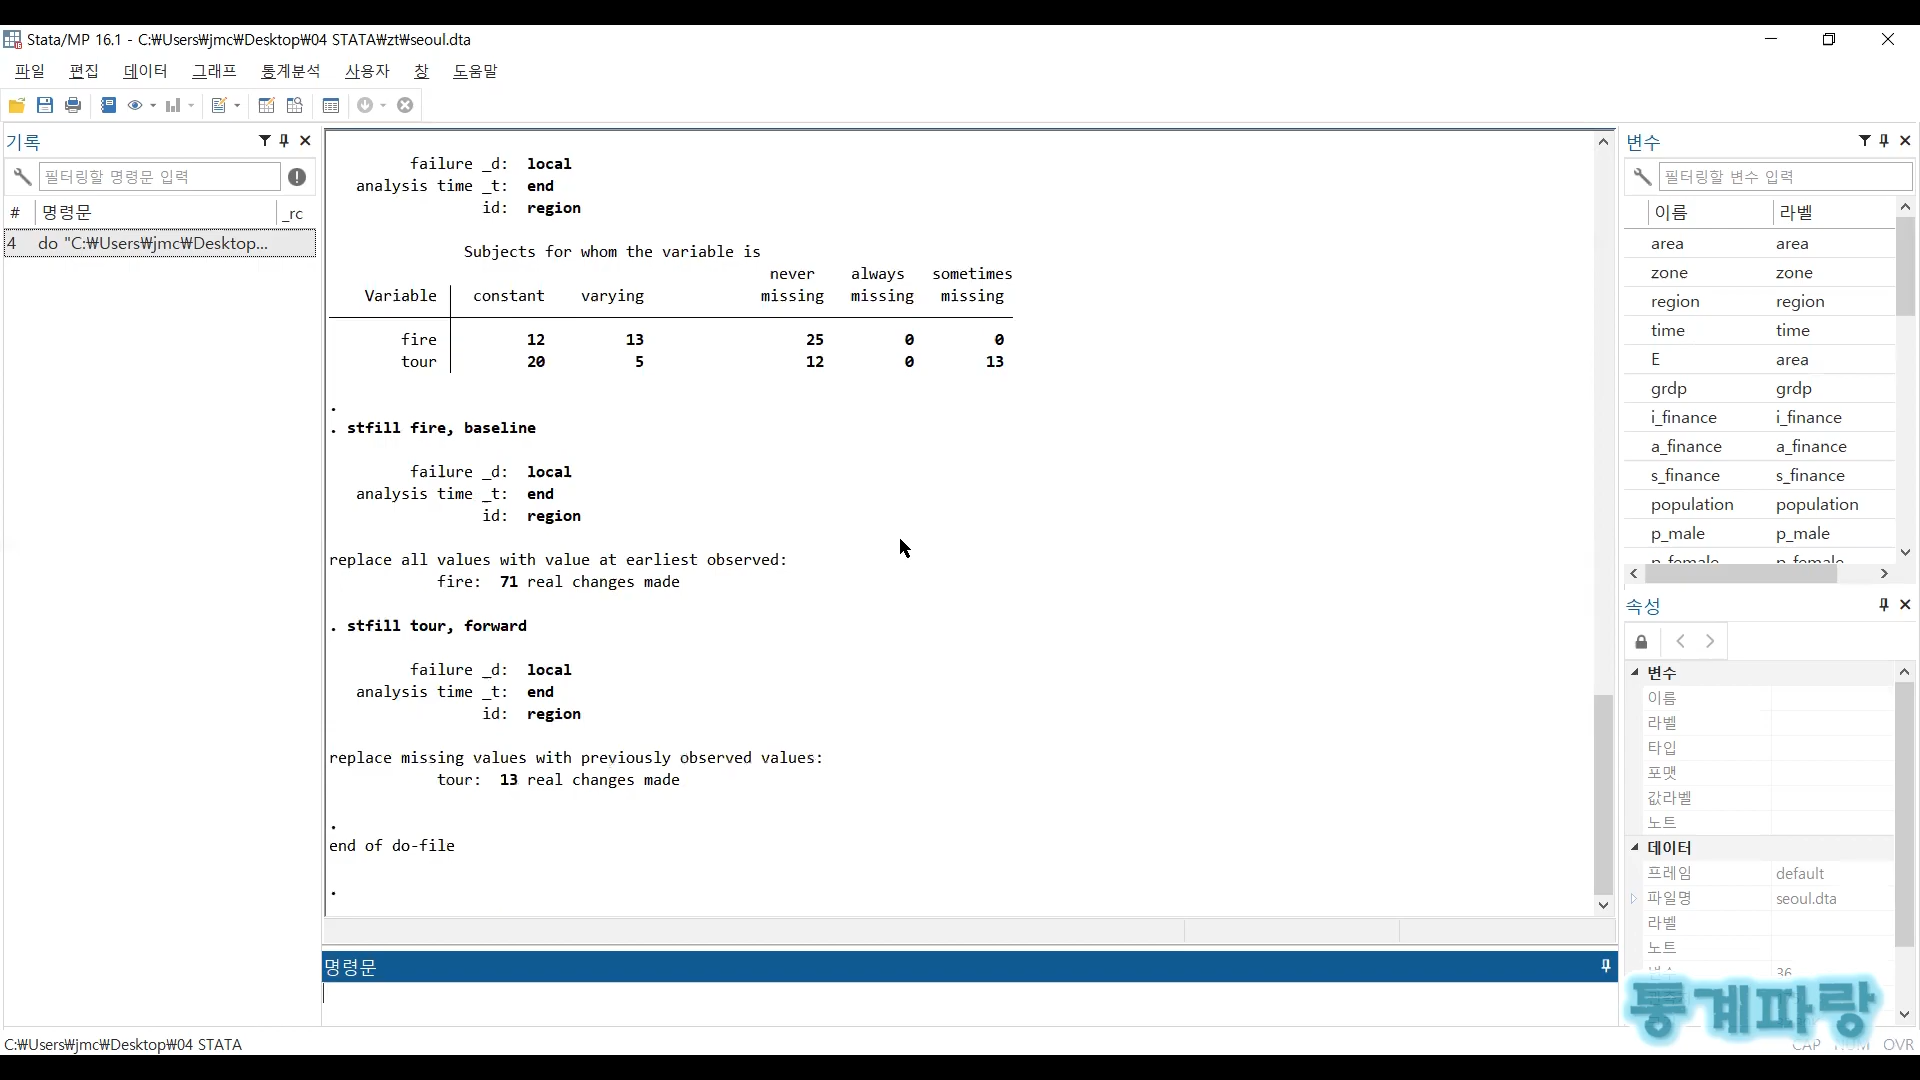 Stata/MP 16.1 - C:₩Users₩jmc₩Desktop₩04 STATA₩zt₩seoul.dta
파일 편집 데이터 그래프 통계분석 사용자 창 도움말
기록
필터링할 명령문 입력
# 명령문 _rc
4 do "C:₩Users₩jmc₩Desktop...
failure _d: local
analysis time _t: end
id: region
Subjects for whom the variable is
never always sometimes
Variable constant varying missing missing missing
fire 12 13 25 0 0
tour 20 5 12 0 13
.
. stfill fire, baseline
failure _d: local
analysis time _t: end
id: region
replace all values with value at earliest observed:
fire: 71 real changes made
. stfill tour, forward
failure _d: local
analysis time _t: end
id: region
replace missing values with previously observed values:
tour: 13 real changes made
.
end of do-file
.
명령문
변수
필터링할 변수 입력
이름 라벨
area area
zone zone
region region
time time
E area
grdp grdp
i_finance i_finance
a_finance a_finance
s_finance s_finance
population population
p_male p_male
p_female p_female
속성
변수
이름
라벨
타입
포맷
값라벨
노트
데이터
프레임 default
파일명 seoul.dta
라벨
노트
변수 36
통계파랑
C:₩Users₩jmc₩Desktop₩04 STATA
CAP NUM OVR